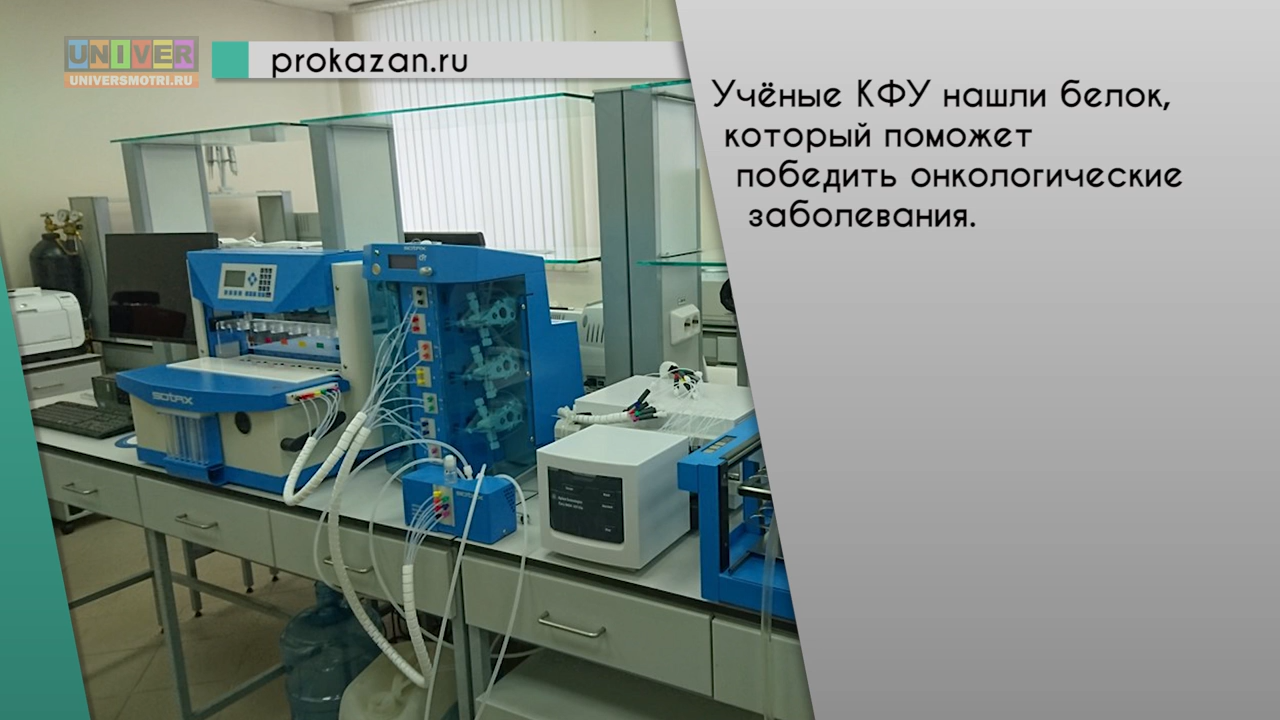 UNIVER
UNIVERSMOTRI.RU
prokazan.ru
Учёные КФУ нашли белок,
который поможет
победить онкологические
заболевания.
SOTAX
SOTAX